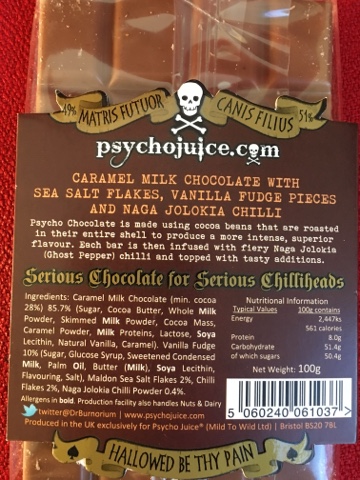 49% MATRIS FUTUOR CANIS FILIUS 51%
psychojuice.com
CARAMEL MILK CHOCOLATE WITH
SEA SALT FLAKES, VANILLA FUDGE PIECES
AND NAGA JOLOKIA CHILLI
Psycho Chocolate is made using cocoa beans that are roasted
in their entire shell to produce a more intense, superior
flavour. Each bar is then infused with fiery Naga Jolokia
(Ghost Pepper) chilli and topped with tasty additions.
Serious Chocolate for Serious Chilliheads
Ingredients: Caramel Milk Chocolate (min. cocoa
28%) 85.7% (Sugar, Cocoa Butter, Whole Milk
Powder, Skimmed Milk Powder, Cocoa Mass,
Caramel Powder, Milk Proteins, Lactose, Soya
Lecithin, Natural Vanilla, Caramel). Vanilla Fudge
10% (Sugar, Glucose Syrup, Sweetened Condensed
Milk, Palm Oil, Butter (Milk), Soya Lecithin,
Flavouring, Salt), Maldon Sea Salt Flakes 2%, Chilli
Flakes 2%, Naga Jolokia Chilli Powder 0.4%.
Allergens in bold. Production facility also handles Nuts & Dairy
Nutritional Information
Typical Values 100g contains
Energy 2,447ks
561 calories
Protein 8.0g
Carbohydrate 51.4g
of which sugars 50.4g
Net Weight: 100g
5 060240 061037 >
twitter@DrBurnorium | www.psychojuice.com
Produced in the UK exclusively for Psycho Juice® (Mild To Wild Ltd) | Bristol BS20 7BL
HALLOWED BE THY PAIN